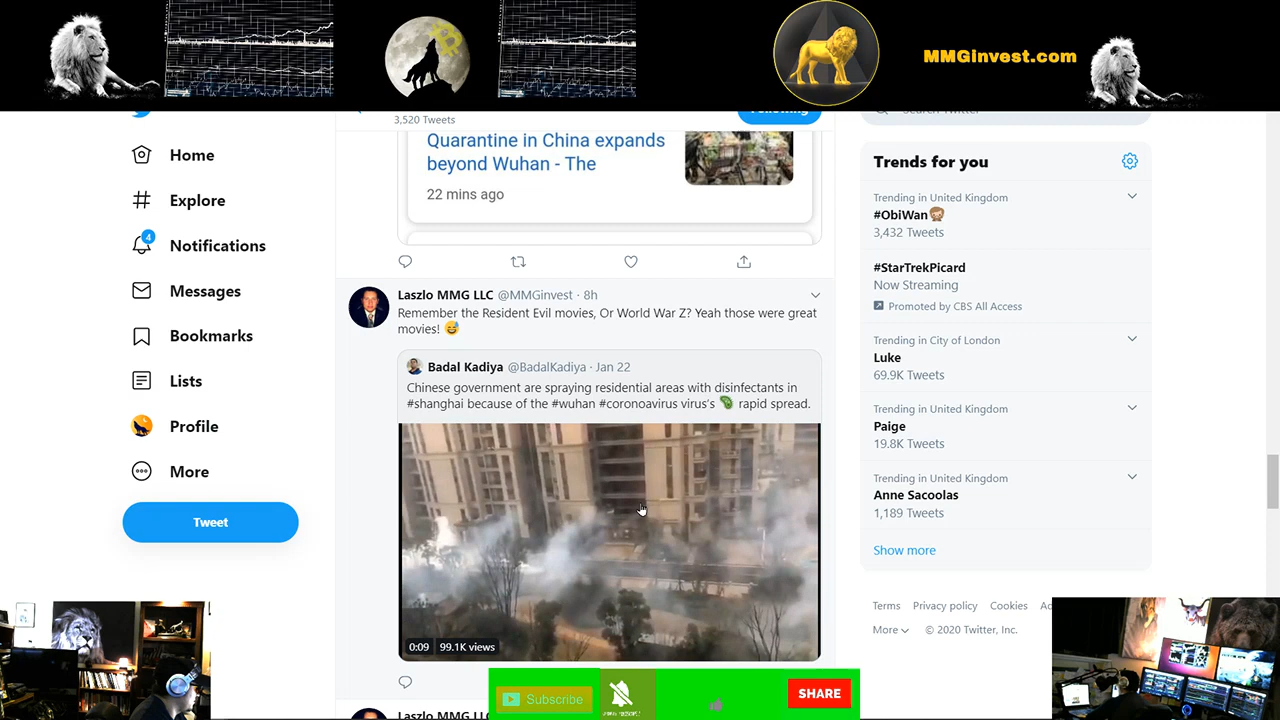 MMGinvest.com
3,520 Tweets
Following
Search Twitter
Home
Explore
4
Notifications
Messages
Bookmarks
Lists
Profile
More
Tweet
Quarantine in China expands
beyond Wuhan - The
22 mins ago
Laszlo MMG LLC @MMGinvest · 8h
Remember the Resident Evil movies, Or World War Z? Yeah those were great
movies! 😅
Badal Kadiya @BadalKadiya · Jan 22
Chinese government are spraying residential areas with disinfectants in
#shanghai because of the #wuhan #coronoavirus virus's 🦠 rapid spread.
0:09 99.1K views
Laszlo MMG LLC
Subscribe
SHARE
Trends for you
Trending in United Kingdom
#ObiWan
3,432 Tweets
#StarTrekPicard
Now Streaming
Promoted by CBS All Access
Trending in City of London
Luke
69.9K Tweets
Trending in United Kingdom
Paige
19.8K Tweets
Trending in United Kingdom
Anne Sacoolas
1,189 Tweets
Show more
Terms Privacy policy Cookies
More © 2020 Twitter, Inc.